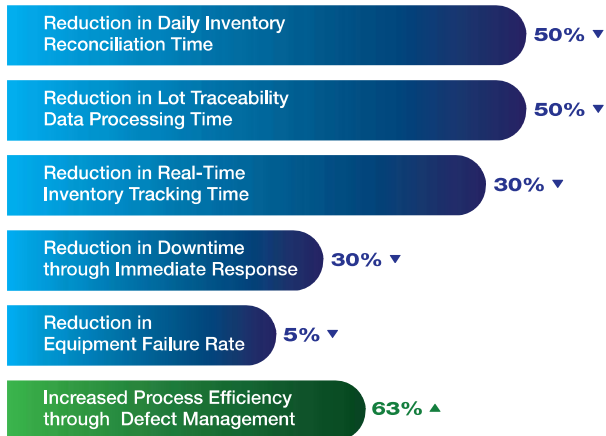 Reduction in Daily Inventory
Reconciliation Time
50% ▼
Reduction in Lot Traceability
Data Processing Time
50% ▼
Reduction in Real-Time
Inventory Tracking Time
30% ▼
Reduction in Downtime
through Immediate Response
30% ▼
Reduction in
Equipment Failure Rate
5% ▼
Increased Process Efficiency
through Defect Management
63% ▲